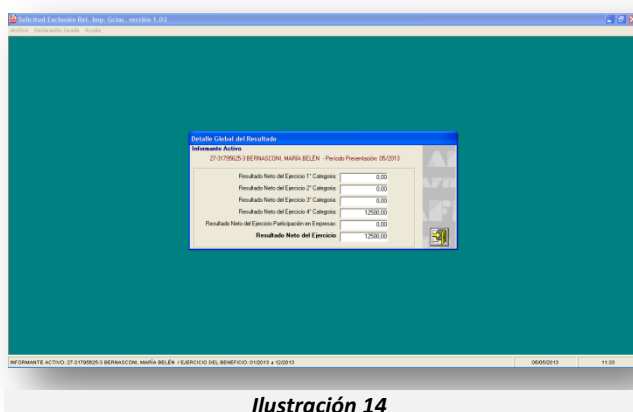 Solicitud Exclusión Ret. Imp. Gcias. versión 1.02
Archivo Declaración Jurada Ayuda
Detalle Global del Resultado
Informante Activo
27-31795625-3 BERNASCONI, MARÍA BELÉN - Período Presentación: 05/2013
Resultado Neto del Ejercicio 1° Categoría: 0,00
Resultado Neto del Ejercicio 2° Categoría: 0,00
Resultado Neto del Ejercicio 3° Categoría: 0,00
Resultado Neto del Ejercicio 4° Categoría: 12500,00
Resultado Neto del Ejercicio Participación en Empresas: 0,00
Resultado Neto del Ejercicio 12500,00
INFORMANTE ACTIVO: 27-31795625-3 BERNASCONI, MARÍA BELÉN / EJERCICIO DEL BENEFICIO: 01/2013 a 12/2013 11:33
Ilustración 14